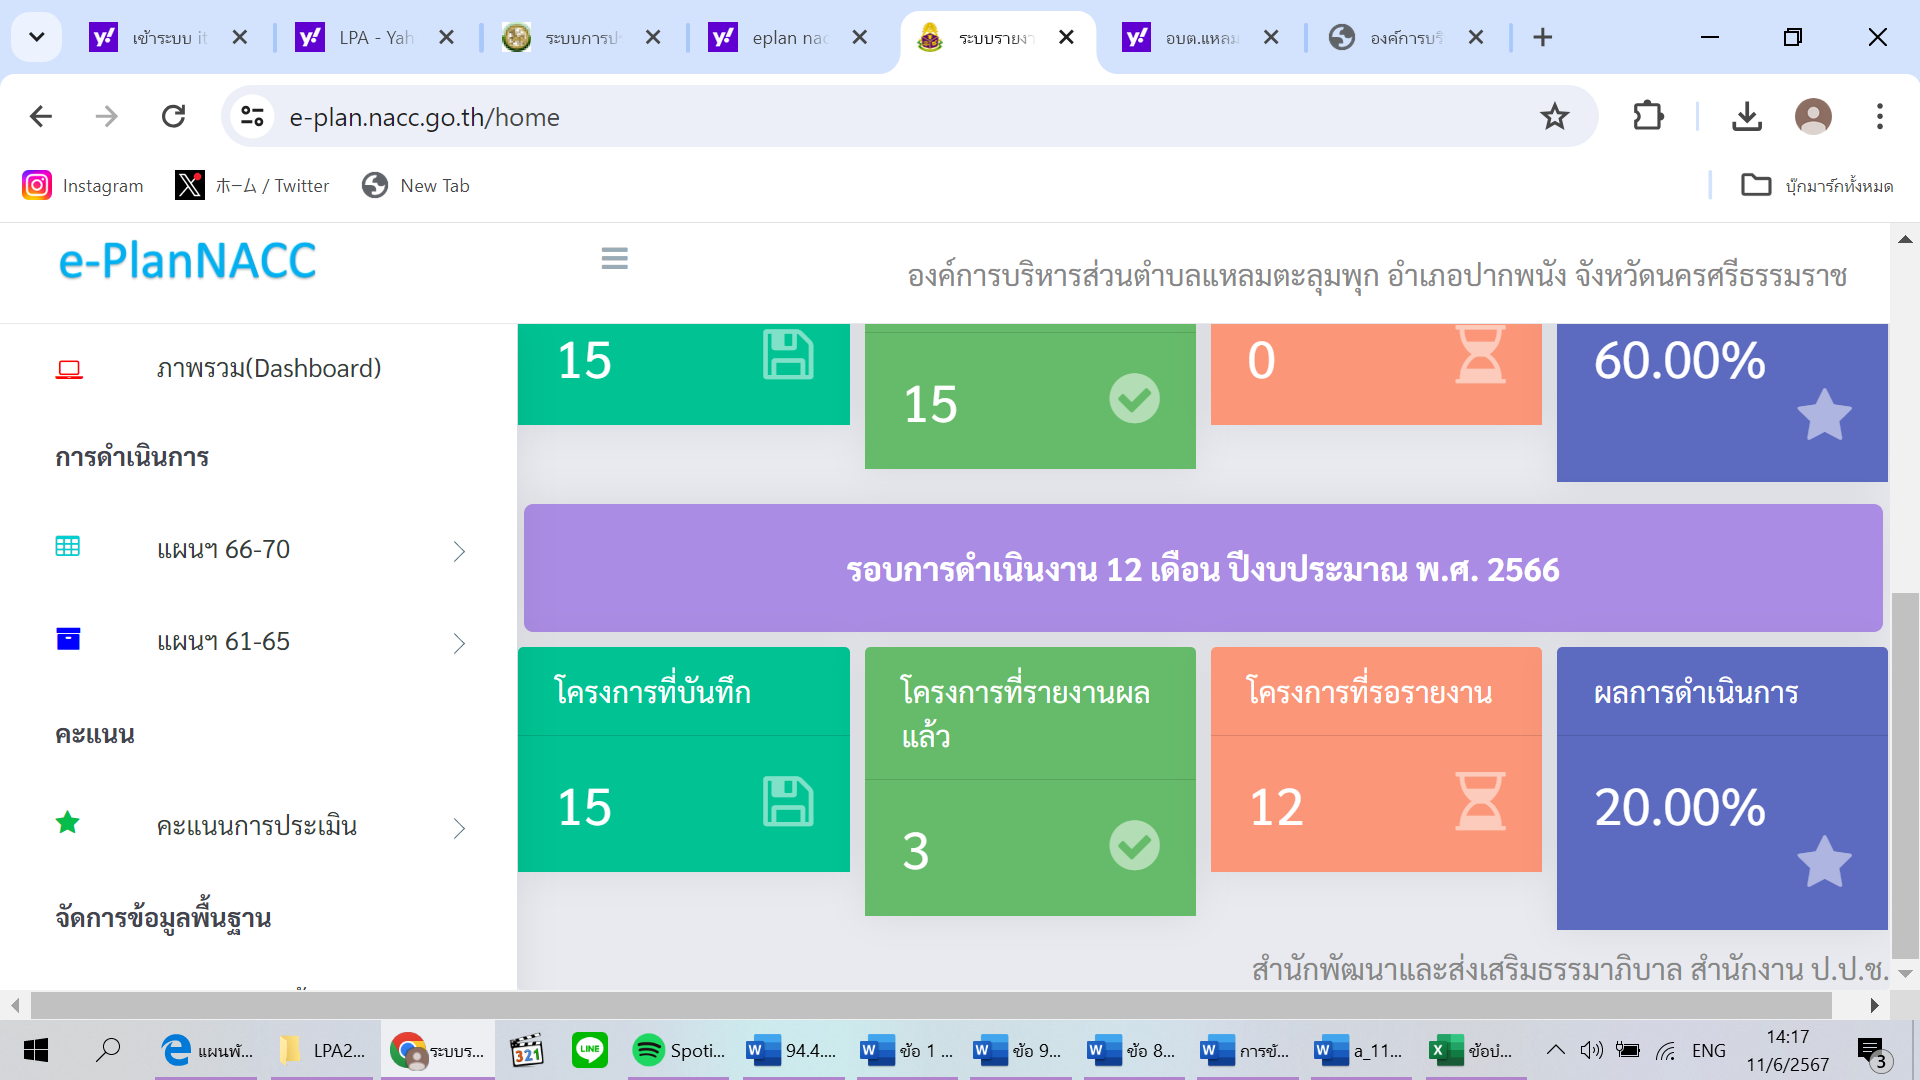 เข้าระบบ it
LPA - Yah
ระบบการป
eplan nac
ระบบรายงา
อบต.แหลม
องค์การบริ
e-plan.nacc.go.th/home
Instagram
ホーム / Twitter
New Tab
บุ๊กมาร์กทั้งหมด
e-PlanNACC
องค์การบริหารส่วนตำบลแหลมตะลุมพุก อำเภอปากพนัง จังหวัดนครศรีธรรมราช
ภาพรวม(Dashboard)
การดำเนินการ
แผนฯ 66-70
แผนฯ 61-65
คะแนน
คะแนนการประเมิน
จัดการข้อมูลพื้นฐาน
15
15
0
60.00%
รอบการดำเนินงาน 12 เดือน ปีงบประมาณ พ.ศ. 2566
โครงการที่บันทึก
15
โครงการที่รายงานผล
แล้ว
3
โครงการที่รอรายงาน
12
ผลการดำเนินการ
20.00%
สำนักพัฒนาและส่งเสริมธรรมาภิบาล สำนักงาน ป.ป.ช.
แผนพั...
LPA2...
ระบบร...
321
LINE
Spoti...
94.4....
ข้อ 1 ...
ข้อ 9...
ข้อ 8...
การขั...
a_11...
ข้อบ่...
ENG
14:17
11/6/2567
3